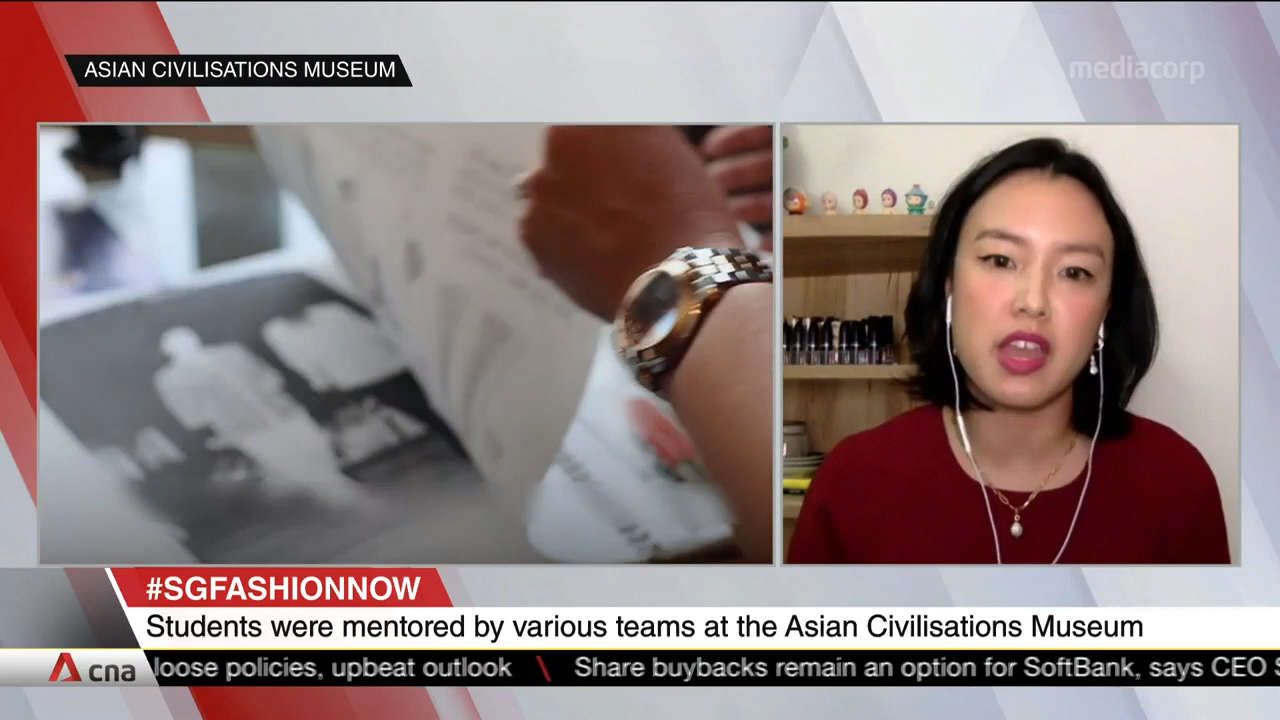 ASIAN CIVILISATIONS MUSEUM
mediacorp
#SGFASHIONNOW
Students were mentored by various teams at the Asian Civilisations Museum
cna
loose policies, upbeat outlook \ Share buybacks remain an option for SoftBank, says CEO